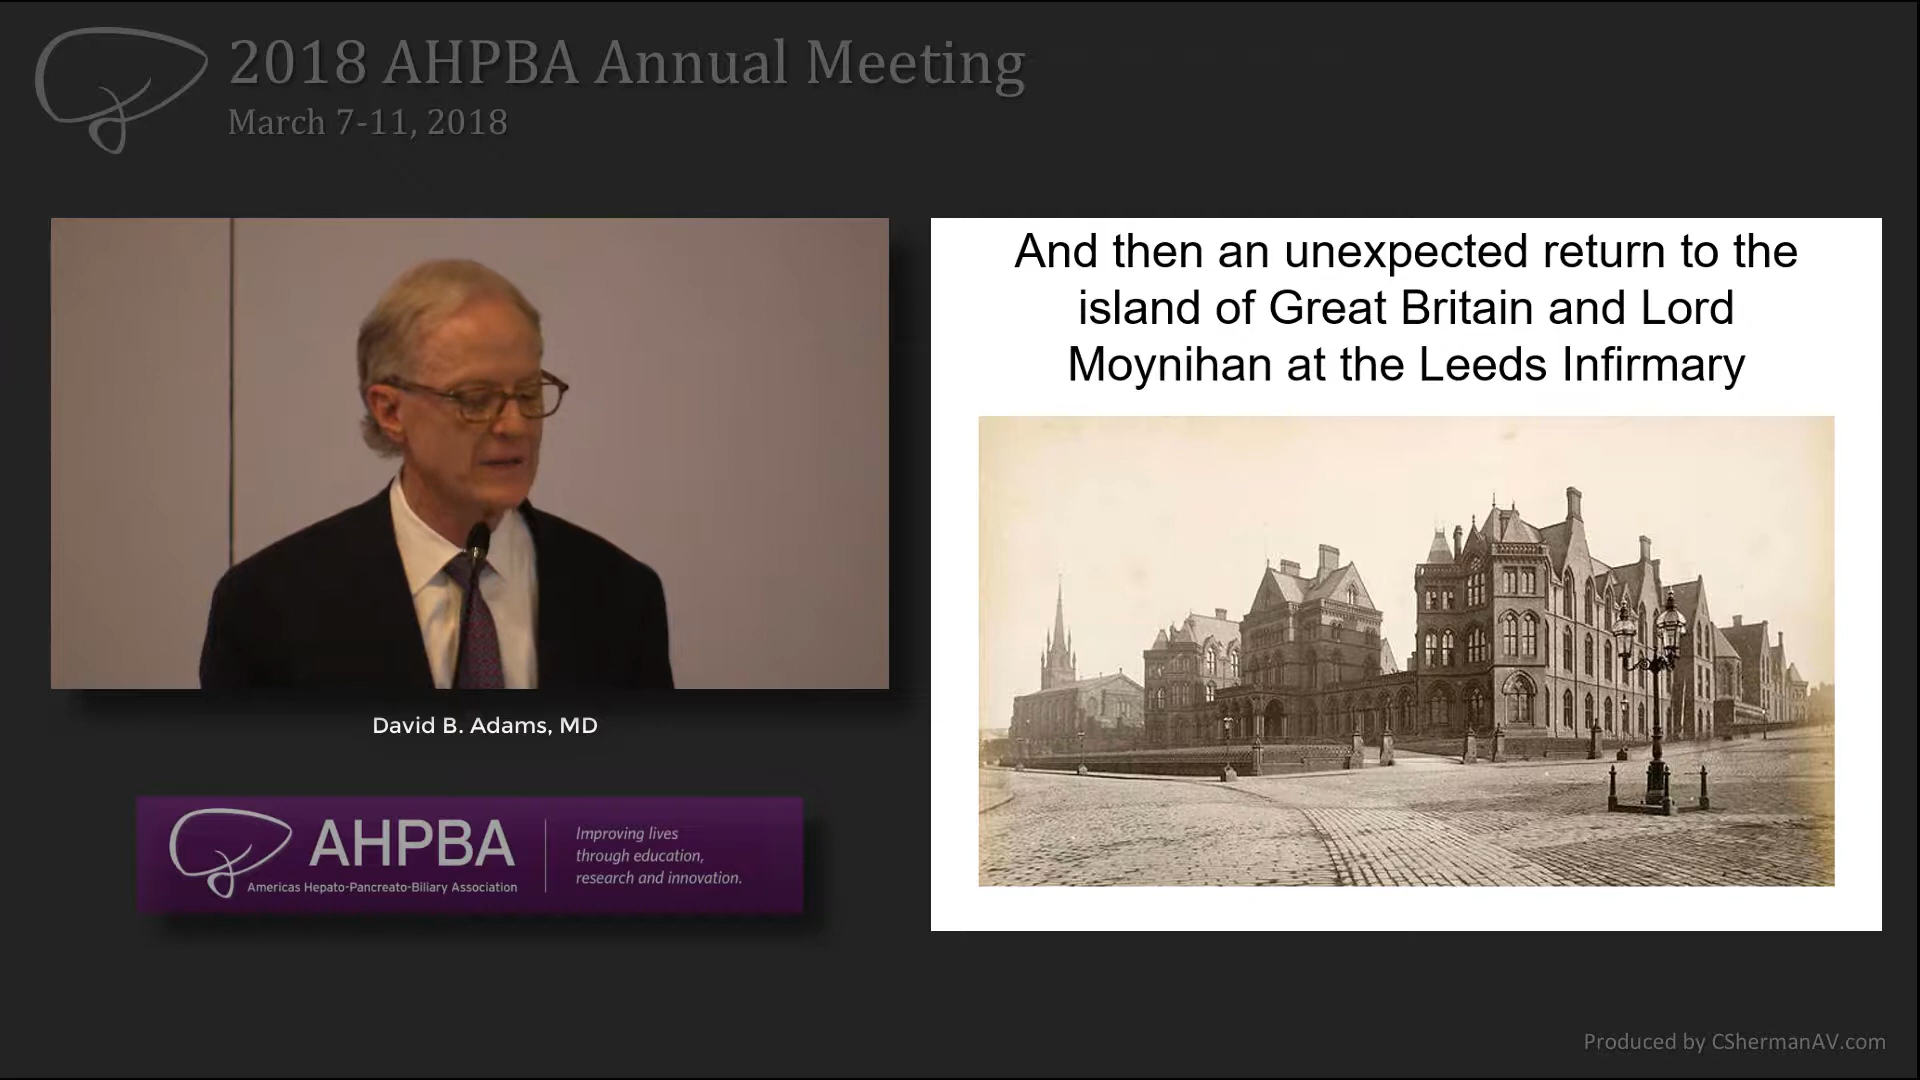 2018 AHPBA Annual Meeting
March 7-11, 2018
And then an unexpected return to the
island of Great Britain and Lord
Moynihan at the Leeds Infirmary
David B. Adams, MD
AHPBA
Americas Hepato-Pancreato-Biliary Association
Improving lives
through education,
research and innovation.
Produced by CShermanAV.com